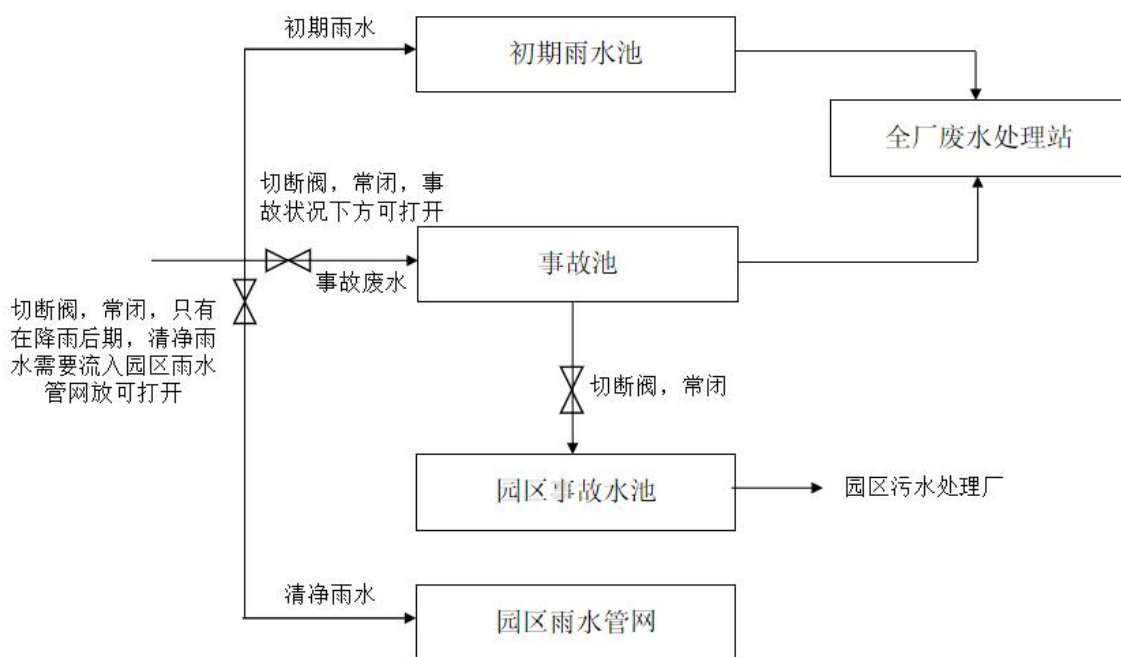 初期雨水
初期雨水池
全厂废水处理站
切断阀，常闭，事
故状况下方可打开
事故池
事故废水
切断阀，常闭，只有
在降雨后期，清净雨
水需要流入园区雨水
管网放可打开
切断阀，常闭
园区事故水池
园区污水处理厂
清净雨水
园区雨水管网